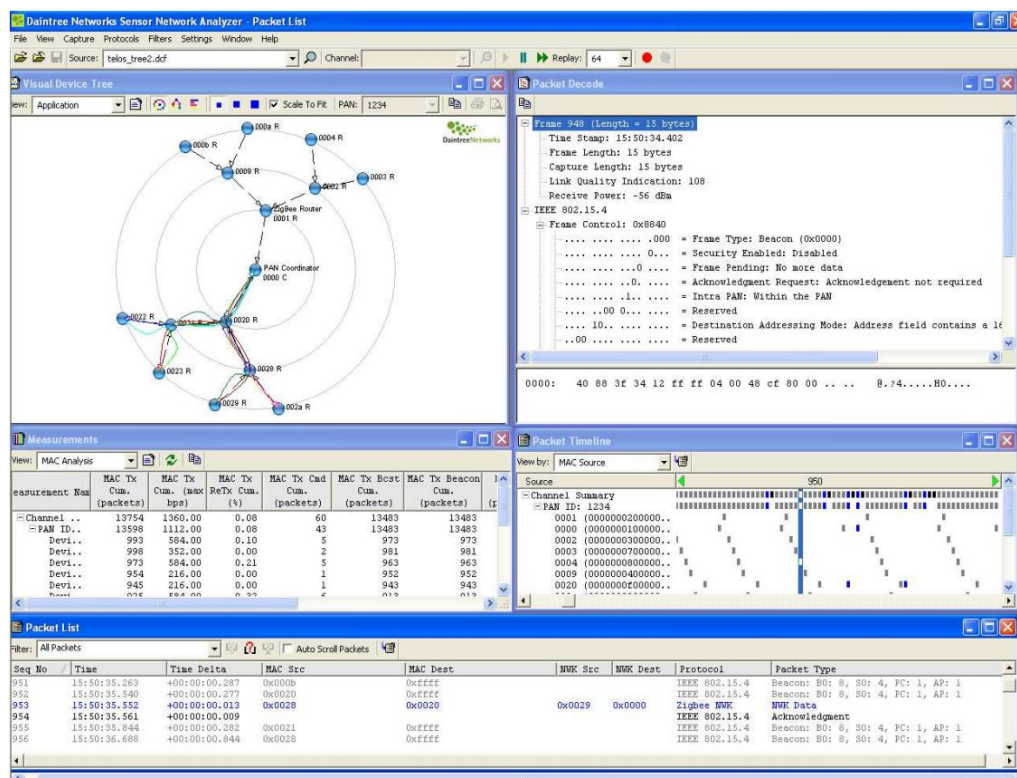 Daintree Networks Sensor Network Analyzer - Packet List
File View Capture Protocols Filters Settings Window Help
Source: telos_tree2.dcf Channel: Replay: 64
Visual Device Tree
iew: Application Scale To Fit PAN: 1234
000a R
0004 R
000b R
DaintreeNetworks
0009 R
0003 R
0002 R
ZigBee Router
0001 R
PAN Coordinator
0000 C
0022 R
0020 R
0023 R
0028 R
0029 R
002a R
Packet Decode
Frame 948 (Length = 15 bytes)
Time Stamp: 15:50:34.402
Frame Length: 15 bytes
Capture Length: 15 bytes
Link Quality Indication: 108
Receive Power: -56 dBm
IEEE 802.15.4
Frame Control: 0x8840
.... .... .... .000 = Frame Type: Beacon (0x0000)
.... .... .... 0... = Security Enabled: Disabled
.... .... ...0 .... = Frame Pending: No more data
.... .... ..0. .... = Acknowledgment Request: Acknowledgement not required
.... .... .1.. .... = Intra PAN: Within the PAN
.... ..00 0... .... = Reserved
.... 10.. .... .... = Destination Addressing Mode: Address field contains a 16
..00 .... .... .... = Reserved
0000: 40 88 3f 34 12 ff ff 04 00 48 cf 80 00 .. .. @.?4.....H0....
Measurements
View: MAC Analysis
easurement Nam MAC Tx Cum. (packets) MAC Tx Cum. (max bps) MAC Tx ReTx Cum. (%) MAC Tx Cmd Cum. (packets) MAC Tx Bcst Cum. (packets) MAC Tx Beacon Cum. (packets)
Channel .. 13754 1360.00 0.08 60 13483 13483
PAN ID.. 13598 1112.00 0.08 43 13483 13483
Devi.. 993 584.00 0.10 5 973 973
Devi.. 998 352.00 0.00 2 981 981
Devi.. 973 584.00 0.21 5 963 963
Devi.. 954 216.00 0.00 1 952 952
Devi.. 945 216.00 0.00 1 943 943
Packet Timeline
View by: MAC Source
Source 950
Channel Summary
PAN ID: 1234
0001 (0000000200000..
0000 (0000000100000..
0002 (0000000300000..
0003 (0000000700000..
0004 (0000000800000..
0009 (0000000400000..
0020 (0000000f00000..
Packet List
Filter: All Packets Auto Scroll Packets
Seq No Time Time Delta MAC Src MAC Dest NWK Src NWK Dest Protocol Packet Type
951 15:50:35.263 +00:00:00.287 0x000b 0xffff IEEE 802.15.4 Beacon: BO: 8, SO: 4, PC: 1, AP: 1
952 15:50:35.540 +00:00:00.277 0x0020 0xffff IEEE 802.15.4 Beacon: BO: 8, SO: 4, PC: 1, AP: 1
953 15:50:35.552 +00:00:00.013 0x0028 0x0020 0x0029 0x0000 Zigbee NWK NWK Data
954 15:50:35.561 +00:00:00.009 IEEE 802.15.4 Acknowledgment
955 15:50:35.844 +00:00:00.282 0x0021 0xffff IEEE 802.15.4 Beacon: BO: 8, SO: 4, PC: 1, AP: 1
956 15:50:36.688 +00:00:00.844 0x0028 0xffff IEEE 802.15.4 Beacon: BO: 8, SO: 4, PC: 1, AP: 1